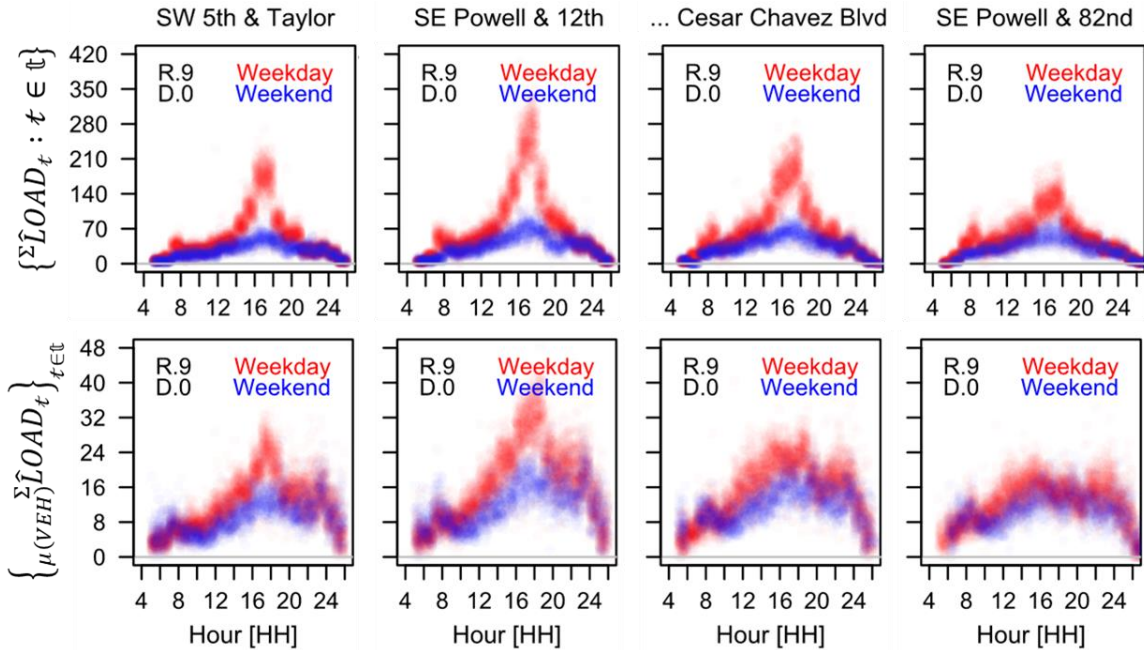 SW 5th & Taylor SE Powell & 12th ... Cesar Chavez Blvd SE Powell & 82nd
{ΣL̂OAD_𝓉 : 𝓉 ∈ 𝕥}
420
350
280
210
140
70
0
R.9 Weekday
D.0 Weekend
R.9 Weekday
D.0 Weekend
R.9 Weekday
D.0 Weekend
R.9 Weekday
D.0 Weekend
4 8 12 16 20 24
4 8 12 16 20 24
4 8 12 16 20 24
4 8 12 16 20 24
{μ(VEH) ΣL̂OAD_𝓉}𝓉∈𝕥
48
40
32
24
16
8
0
R.9 Weekday
D.0 Weekend
R.9 Weekday
D.0 Weekend
R.9 Weekday
D.0 Weekend
R.9 Weekday
D.0 Weekend
4 8 12 16 20 24
4 8 12 16 20 24
4 8 12 16 20 24
4 8 12 16 20 24
Hour [HH] Hour [HH] Hour [HH] Hour [HH]